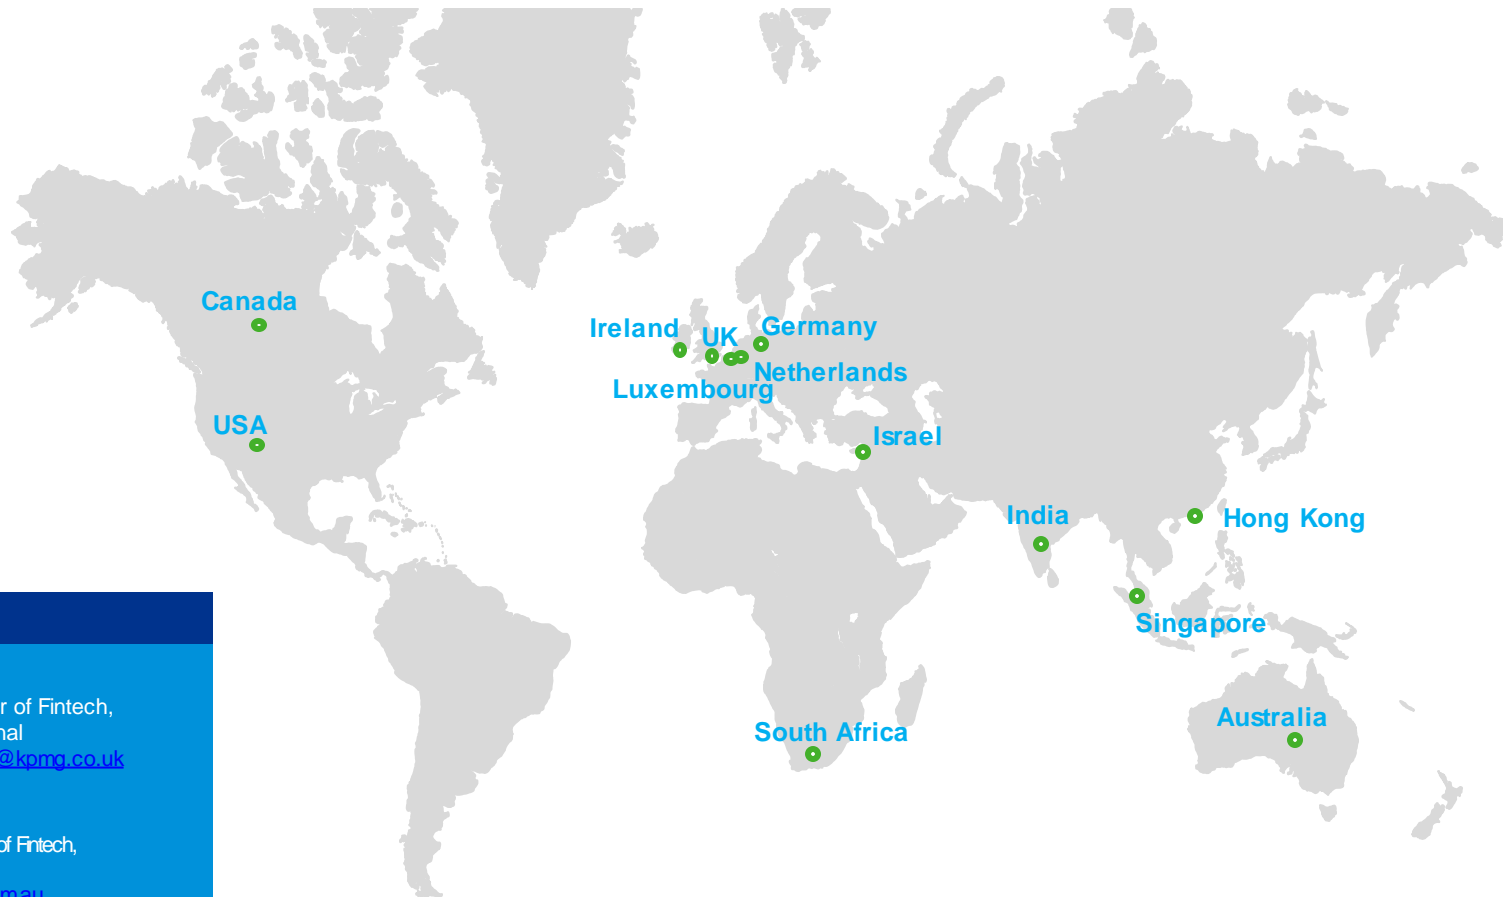 Canada
Ireland
UK
Germany
Netherlands
Luxembourg
USA
Israel
India
Hong Kong
Singapore
South Africa
Australia
of Fintech,
@kpmg.co.uk
of Fintech,